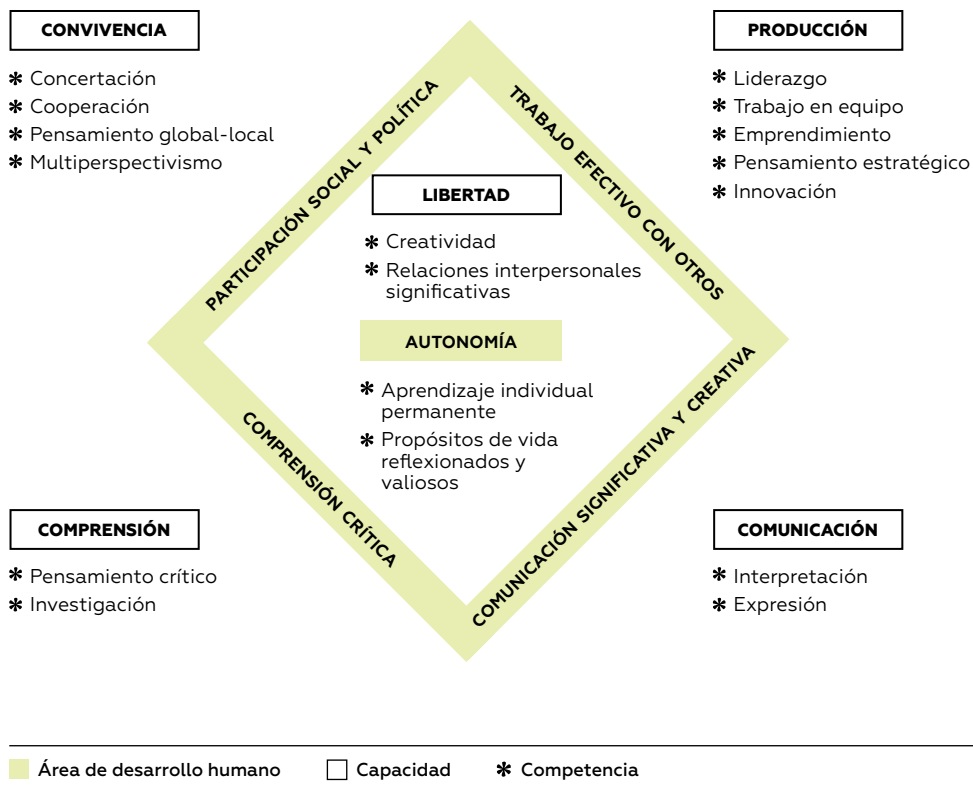 CONVIVENCIA
* Concertación
* Cooperación
* Pensamiento global-local
* Multiperspectivismo
PRODUCCIÓN
* Liderazgo
* Trabajo en equipo
* Emprendimiento
* Pensamiento estratégico
* Innovación
PARTICIPACIÓN SOCIAL Y POLÍTICA
TRABAJO EFECTIVO CON OTROS
LIBERTAD
* Creatividad
* Relaciones interpersonales
significativas
AUTONOMÍA
* Aprendizaje individual
permanente
* Propósitos de vida
reflexionados y
valiosos
COMPRENSIÓN CRÍTICA
COMUNICACIÓN SIGNIFICATIVA Y CREATIVA
COMPRENSIÓN
* Pensamiento crítico
* Investigación
COMUNICACIÓN
* Interpretación
* Expresión
Área de desarrollo humano
Capacidad
* Competencia